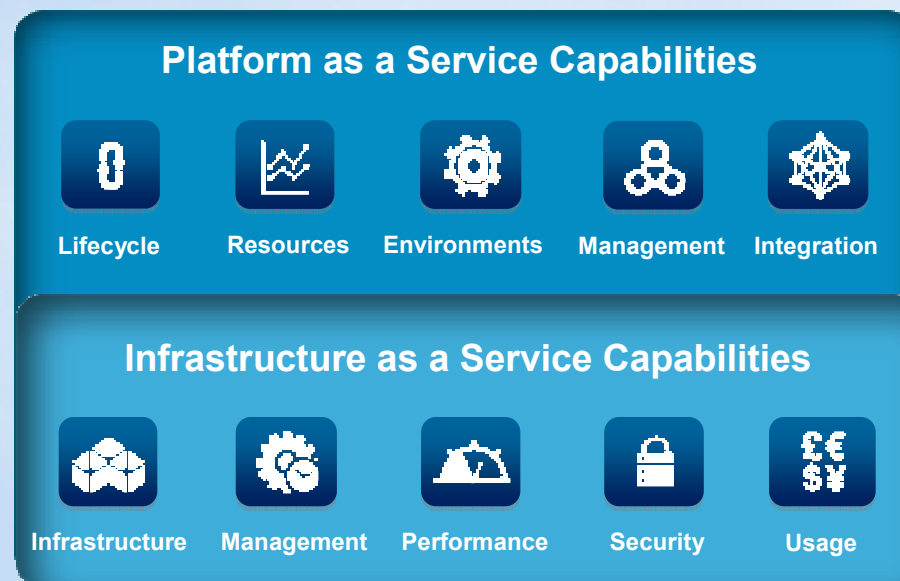 Platform as a Service Capabilities
Lifecycle Resources Environments Management Integration
Infrastructure as a Service Capabilities
£€
$¥
Infrastructure Management Performance Security Usage